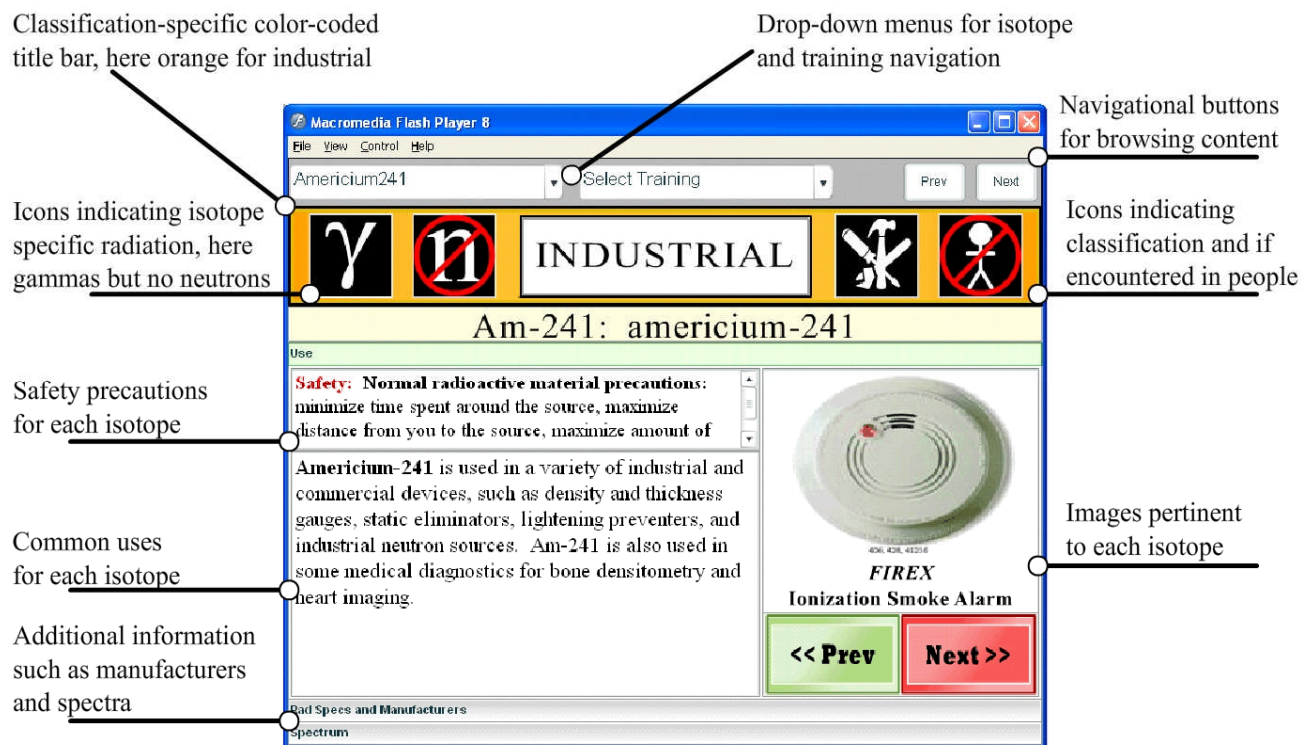 Classification-specific color-coded
title bar, here orange for industrial
Drop-down menus for isotope
and training navigation
Navigational buttons
for browsing content
Macromedia Flash Player 8
File View Control Help
Americium241
Select Training
Prev
Next
Icons indicating isotope
specific radiation, here
gammas but no neutrons
γ
n
INDUSTRIAL
Icons indicating
classification and if
encountered in people
Am-241: americium-241
Use
Safety precautions
for each isotope
Safety: Normal radioactive material precautions:
minimize time spent around the source, maximize
distance from you to the source, maximize amount of
Americium-241 is used in a variety of industrial and
commercial devices, such as density and thickness
gauges, static eliminators, lightening preventers, and
industrial neutron sources. Am-241 is also used in
some medical diagnostics for bone densitometry and
heart imaging.
Common uses
for each isotope
FIREX
Ionization Smoke Alarm
Images pertinent
to each isotope
<< Prev
Next >>
Additional information
such as manufacturers
and spectra
Rad Specs and Manufacturers
Spectrum